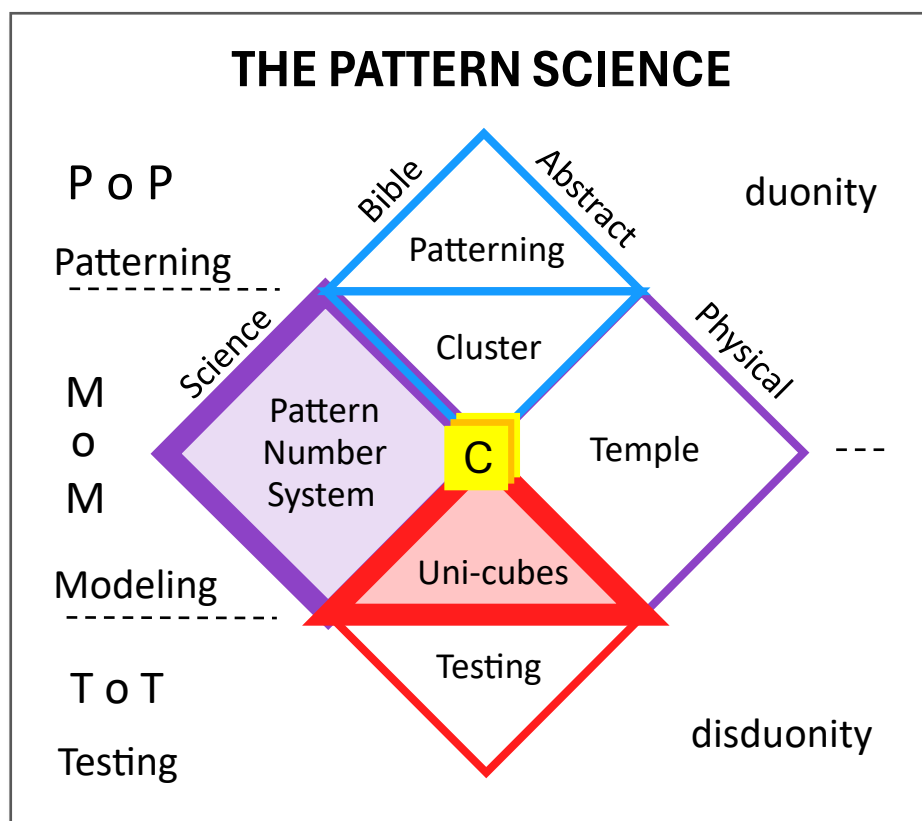 THE PATTERN SCIENCE
P o P
Bible
Abstract
duonity
Patterning
Patterning
Science
Cluster
Physical
M
o
M
Pattern
Number
System
C
Temple
---
Modeling
Uni-cubes
T o T
Testing
Testing
disduonity